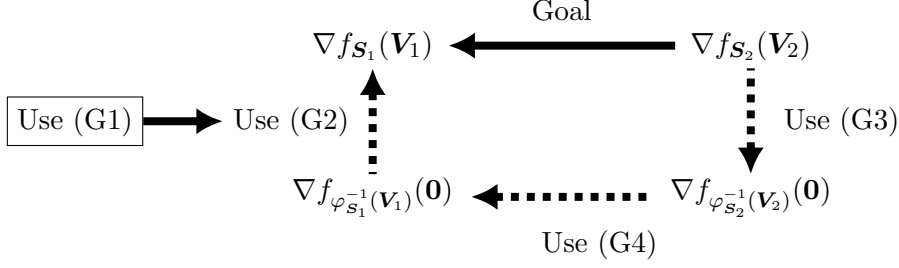 Goal
∇f_{S_1}(V_1) ∇f_{S_2}(V_2)
Use (G1) Use (G2) Use (G3)
∇f_{φ_{S_1}^{-1}(V_1)}(0) ∇f_{φ_{S_2}^{-1}(V_2)}(0)
Use (G4)